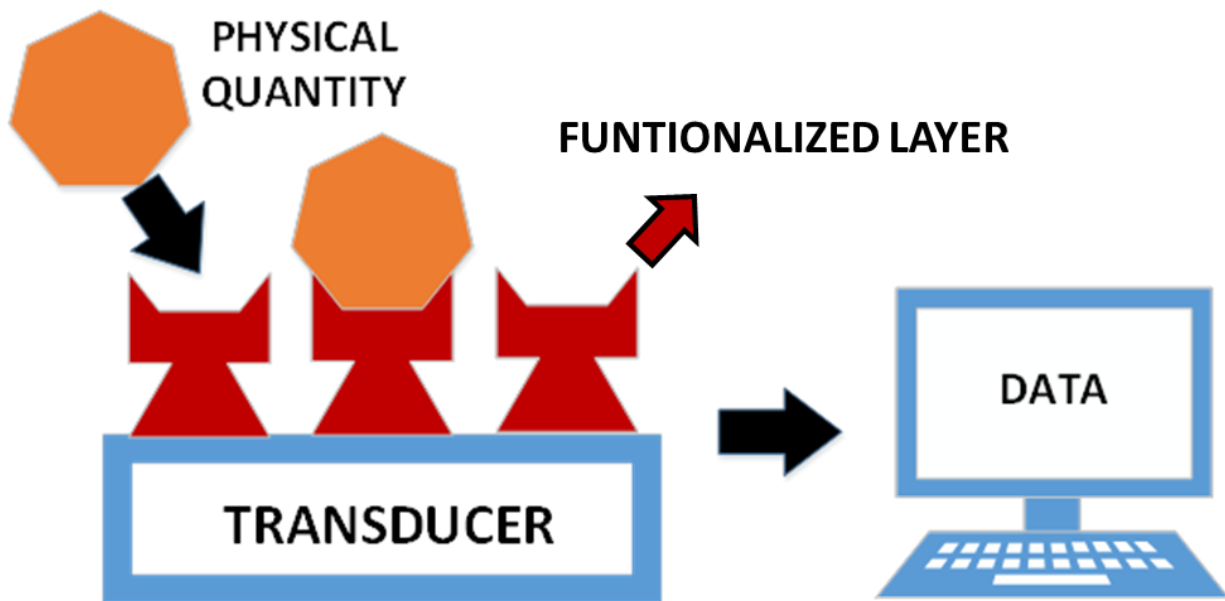 PHYSICAL
QUANTITY
FUNTIONALIZED LAYER
DATA
TRANSDUCER